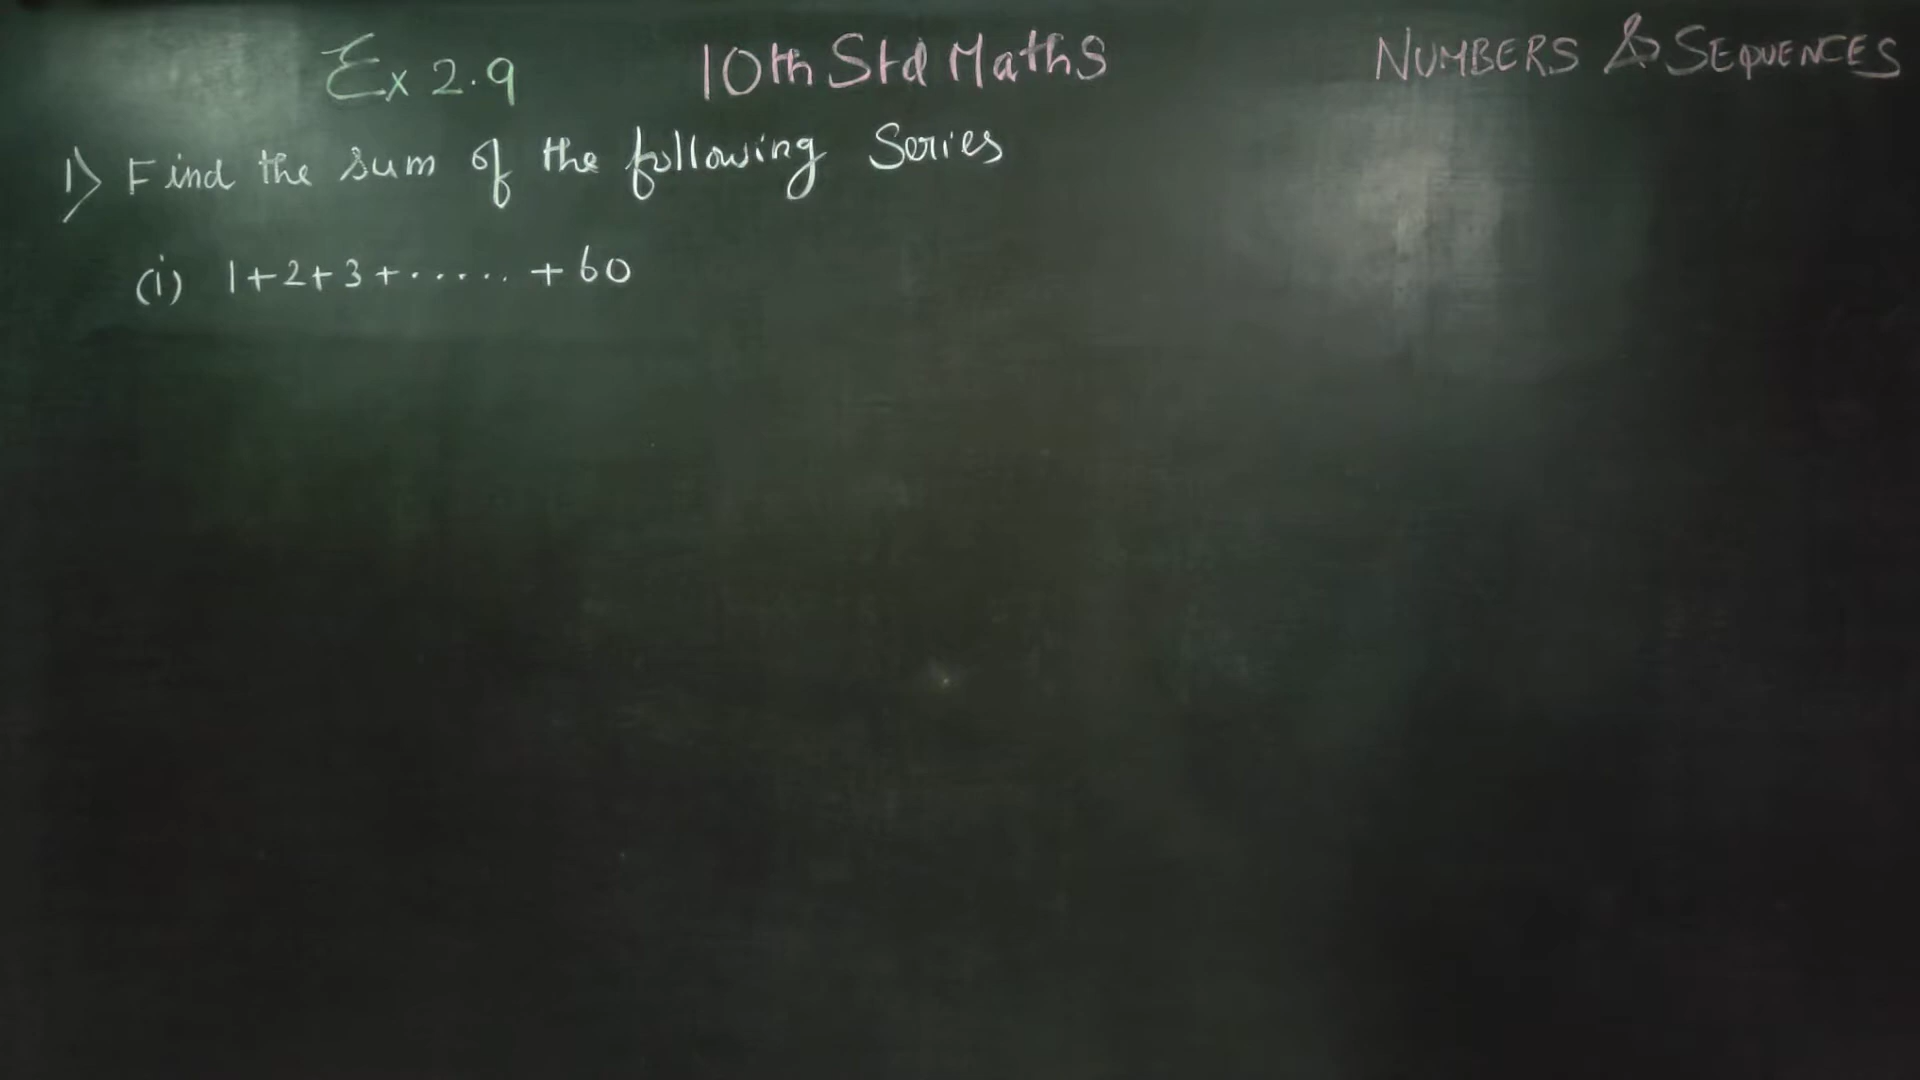 Ex 2.9 10th Std Maths NUMBERS & SEQUENCES
1) Find the sum of the following Series
(i) 1+2+3+......+60